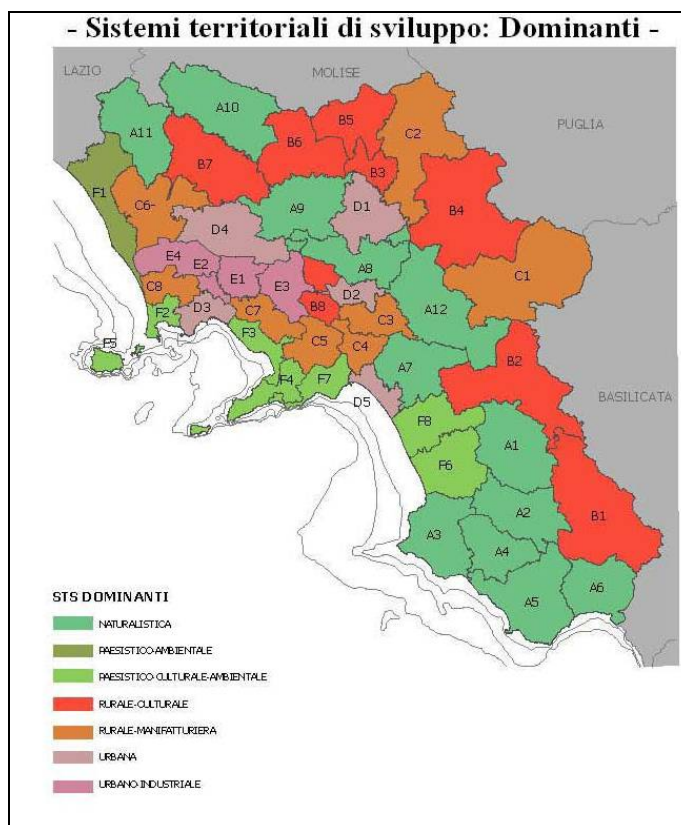 - Sistemi territoriali di sviluppo: Dominanti -
LAZIO
MOLISE
PUGLIA
BASILICATA
A10
A11
B5
B6
C2
B7
B3
F1
C6-
A9
D1
B4
D4
E4
E2
E1
E3
A8
C1
C8
D2
A12
F2
D3
C7
B8
C3
F3
C5
C4
F5
F4
F7
A7
B2
D5
F8
A1
F6
A2
B1
A3
A4
A5
A6
STS DOMINANTI
NATURALISTICA
PAESISTICO-AMBIENTALE
PAESISTICO CULTURALE-AMBIENTALE
RURALE-CULTURALE
RURALE-MANIFATTURIERA
URBANA
URBANO-INDUSTRIALE